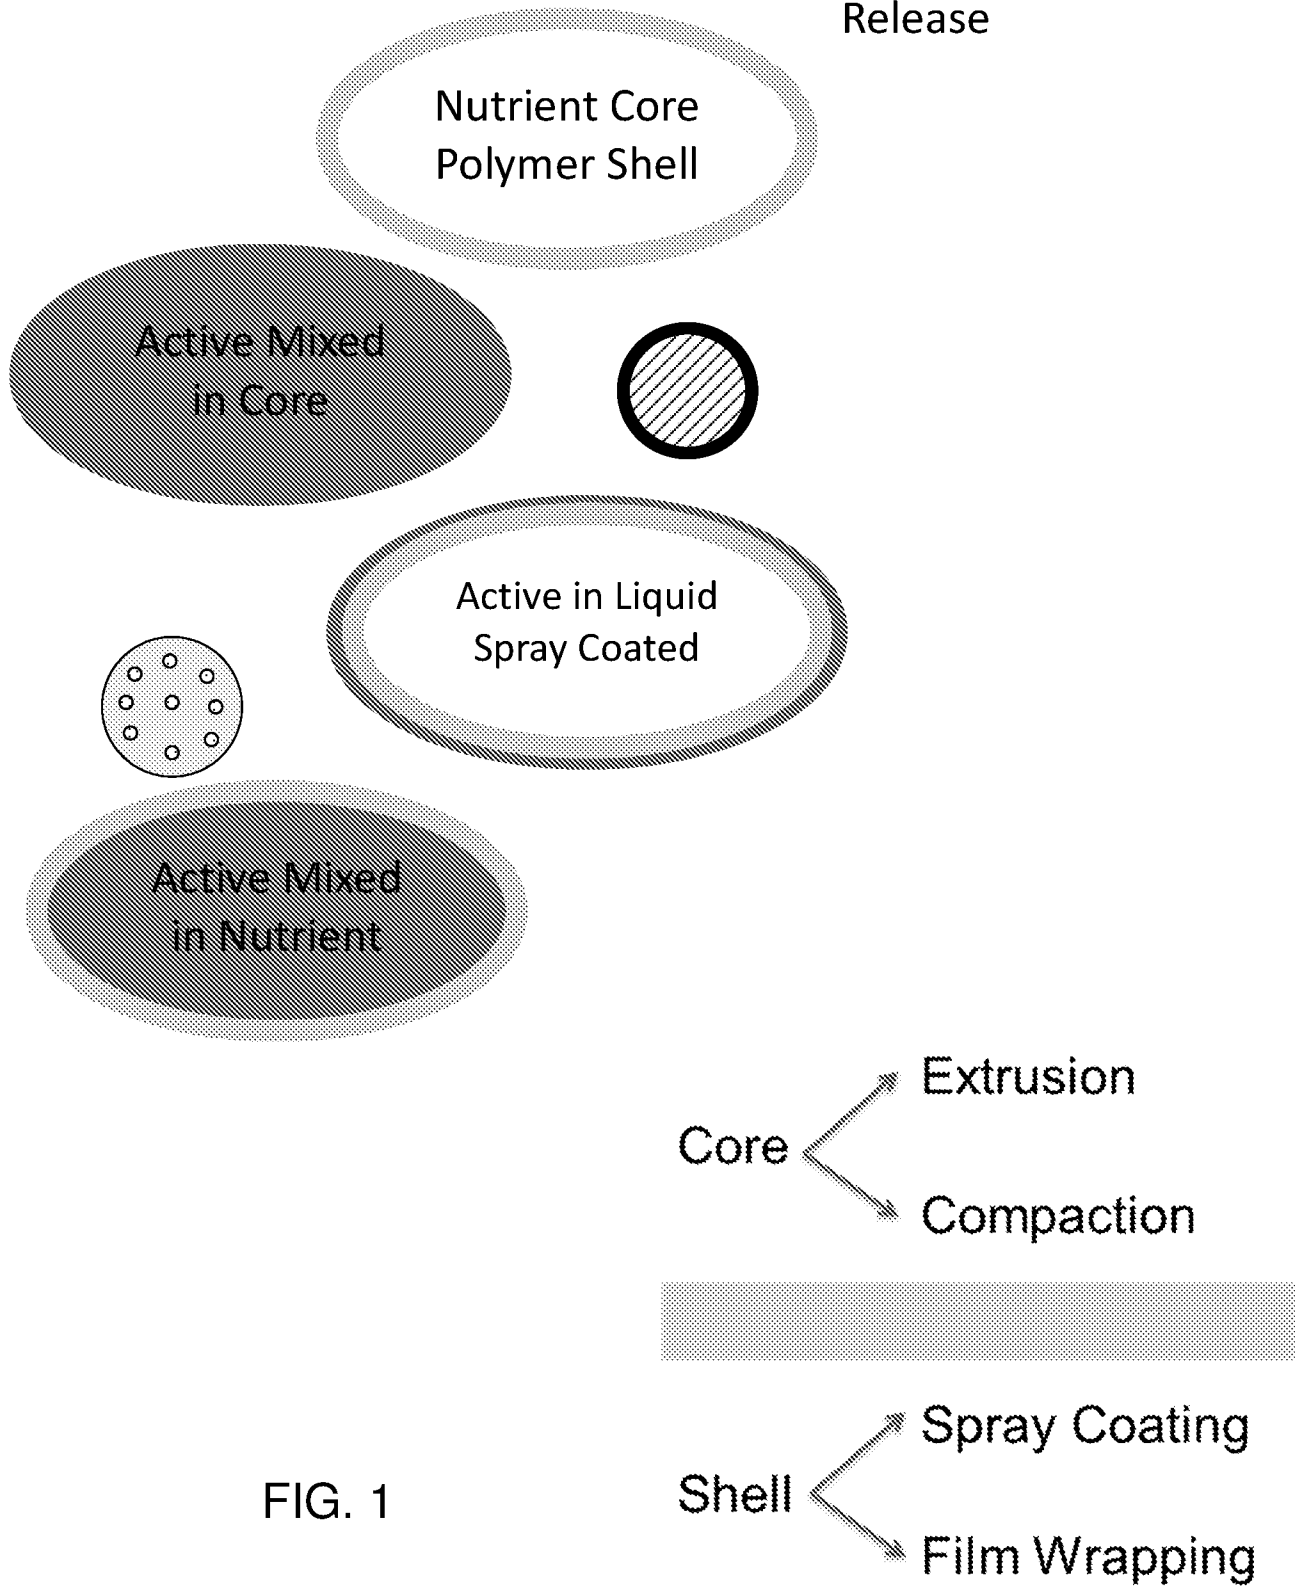 Release
Nutrient Core
Polymer Shell
Active Mixed
in Core
Active in Liquid
Spray Coated
Active Mixed
in Nutrient
Core
Extrusion
Compaction
Shell
Spray Coating
Film Wrapping
FIG. 1